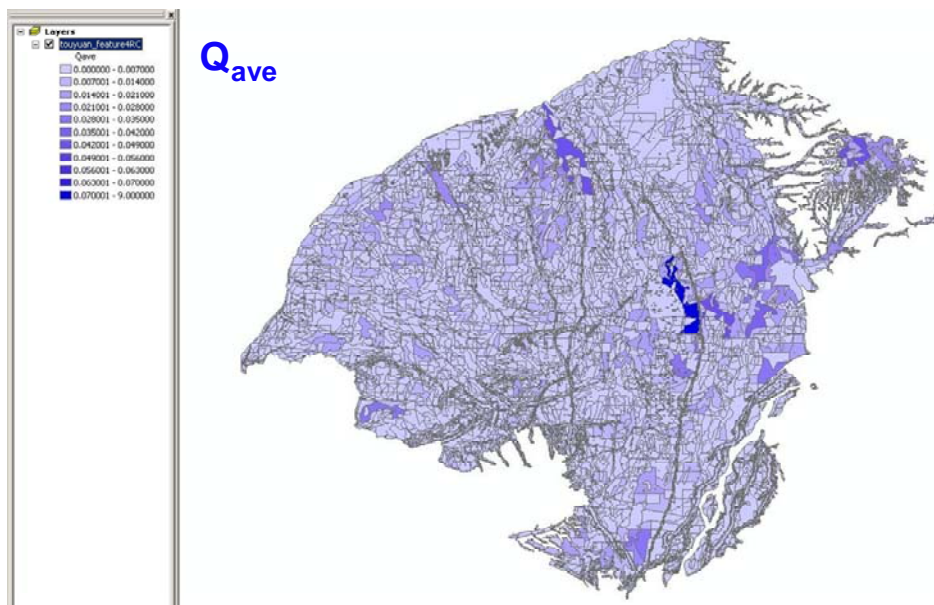 Layers
touyuan_feature4RC
Qave
0.000000 - 0.007000
0.007001 - 0.014000
0.014001 - 0.021000
0.021001 - 0.028000
0.028001 - 0.035000
0.035001 - 0.042000
0.042001 - 0.049000
0.049001 - 0.056000
0.056001 - 0.063000
0.063001 - 0.070000
0.070001 - 9.000000
Qave